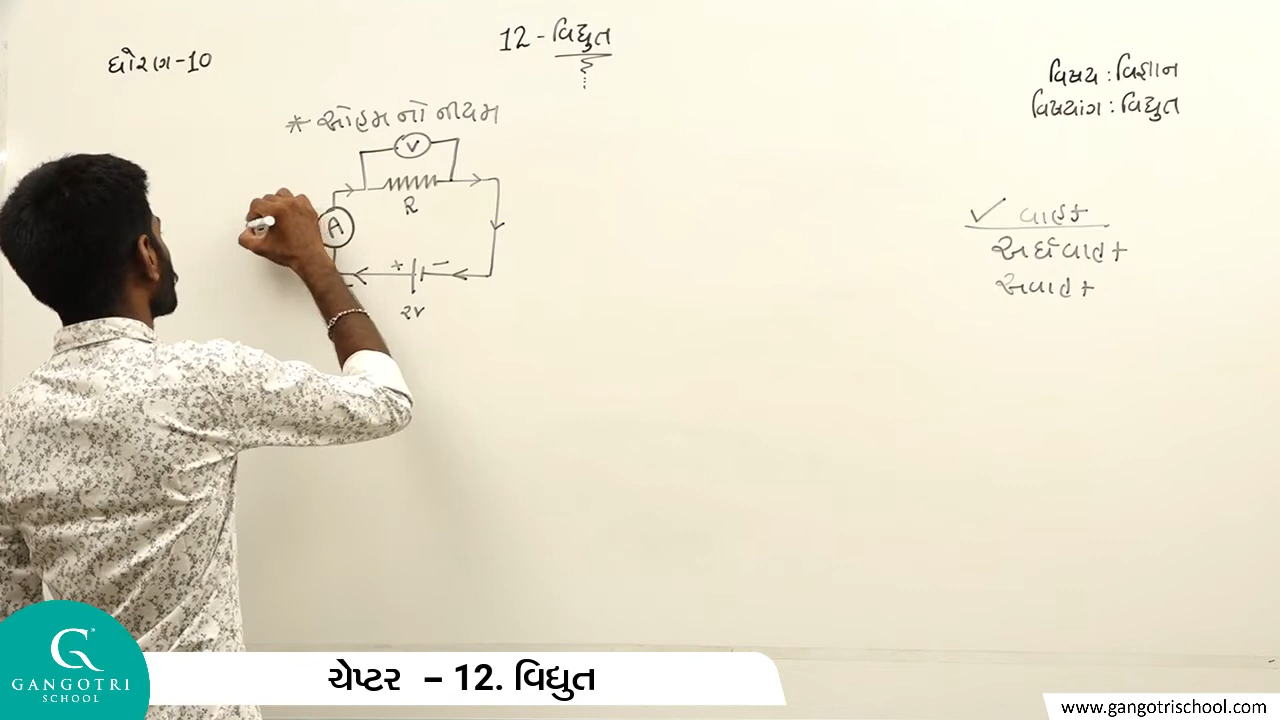 ધોરણ-10
12 - વિદ્યુત
વિષય : વિજ્ઞાન
વિષયાંગ : વિદ્યુત
* ઓહમ નો નીયમ
V
R
A
+ -
2V
✓ વાહક
અર્ધવાહક
અવાહક
GANGOTRI
SCHOOL
ચેપ્ટર – 12. વિદ્યુત
www.gangotrischool.com